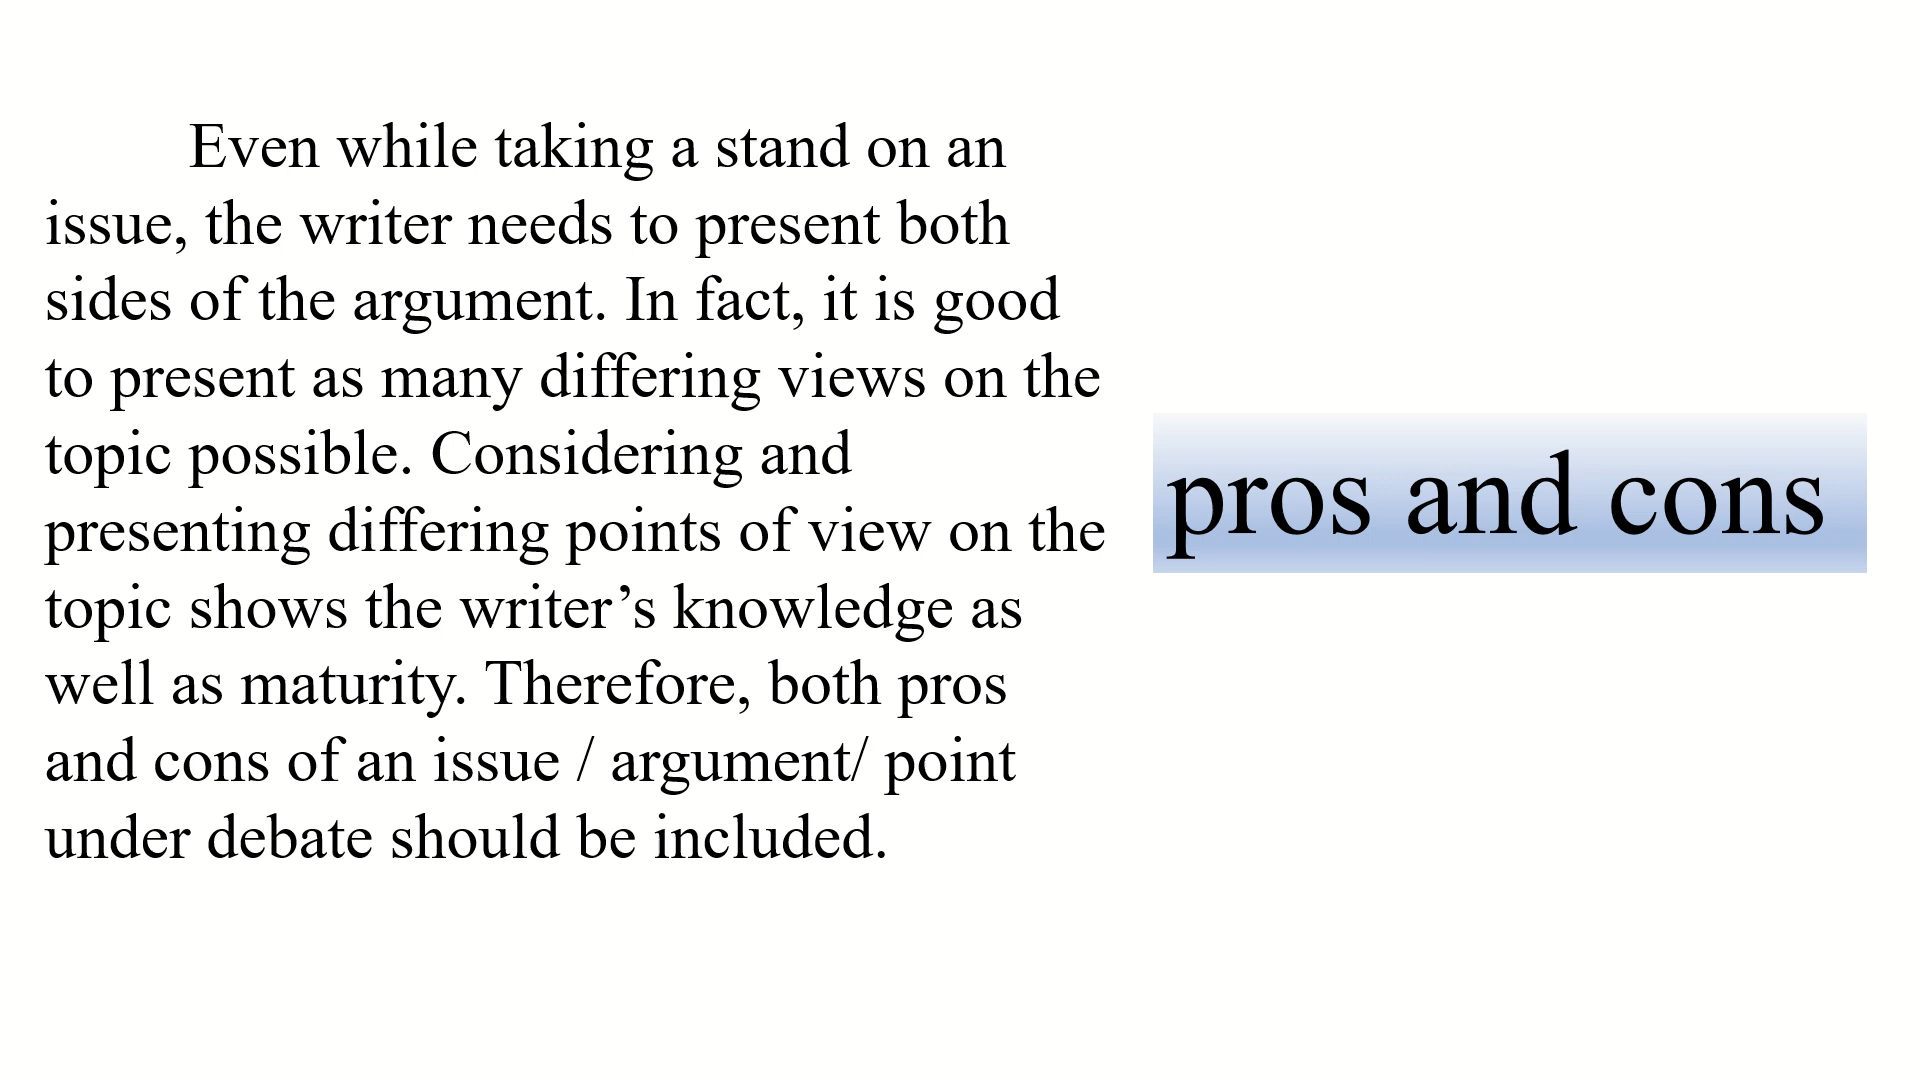 Even while taking a stand on an
issue, the writer needs to present both
sides of the argument. In fact, it is good
to present as many differing views on the
topic possible. Considering and
presenting differing points of view on the
topic shows the writer’s knowledge as
well as maturity. Therefore, both pros
and cons of an issue / argument/ point
under debate should be included.
pros and cons